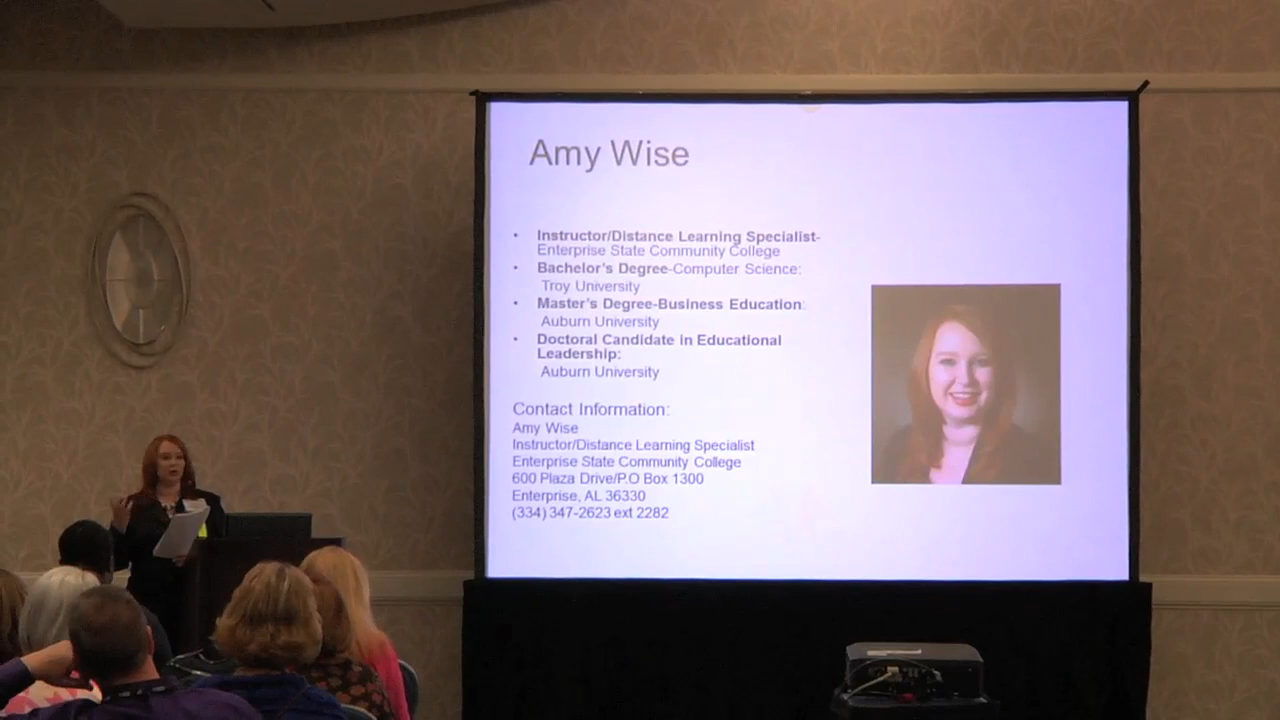 Amy Wise
• Instructor/Distance Learning Specialist-
Enterprise State Community College
• Bachelor's Degree-Computer Science:
Troy University
• Master's Degree-Business Education:
Auburn University
• Doctoral Candidate in Educational
Leadership:
Auburn University
Contact Information:
Amy Wise
Instructor/Distance Learning Specialist
Enterprise State Community College
600 Plaza Drive/P.O Box 1300
Enterprise, AL 36330
(334) 347-2623 ext 2282